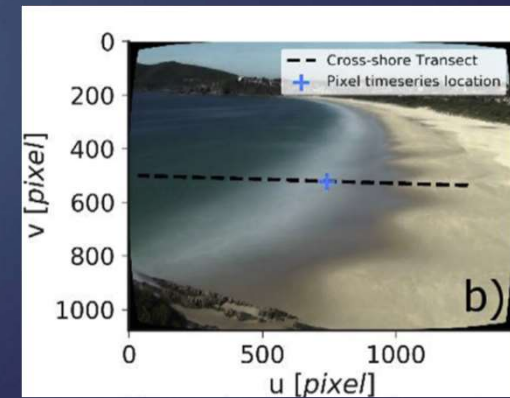 Cross-shore Transect
Pixel timeseries location
0
200
400
600
800
1000
v [pixel]
b)
0
500
1000
u [pixel]